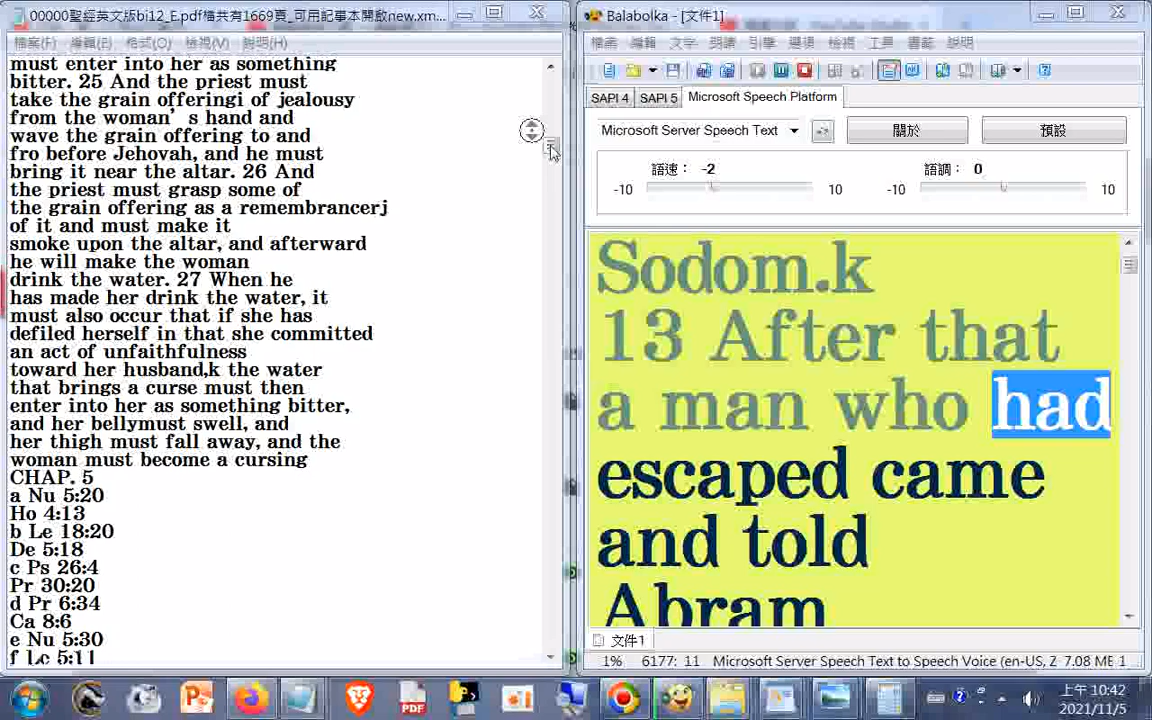 00000聖經英文版bi12_E.pdf檔共有1669頁_可用記事本開啟new.xm...
檔案(F) 編輯(E) 格式(O) 檢視(V) 說明(H)
must enter into her as something
bitter. 25 And the priest must
take the grain offeringi of jealousy
from the woman’s hand and
wave the grain offering to and
fro before Jehovah, and he must
bring it near the altar. 26 And
the priest must grasp some of
the grain offering as a remembrancerj
of it and must make it
smoke upon the altar, and afterward
he will make the woman
drink the water. 27 When he
has made her drink the water, it
must also occur that if she has
defiled herself in that she committed
an act of unfaithfulness
toward her husband,k the water
that brings a curse must then
enter into her as something bitter,
and her bellymust swell, and
her thigh must fall away, and the
woman must become a cursing
CHAP. 5
a Nu 5:20
Ho 4:13
b Le 18:20
De 5:18
c Ps 26:4
Pr 30:20
d Pr 6:34
Ca 8:6
e Nu 5:30
f Le 5:11
Balabolka - [文件1]
檔案 編輯 文字 朗讀 引擎 選項 檢視 工具 書籤 說明
SAPI 4 SAPI 5 Microsoft Speech Platform
Microsoft Server Speech Text 關於 預設
語速： -2 語調： 0
-10 10 -10 10
Sodom.k
13 After that
a man who had
escaped came
and told
Abram
文件1
1% 6177: 11 Microsoft Server Speech Text to Speech Voice (en-US, Z 7.08 ME 1
PDF
上午 10:42
2021/11/5